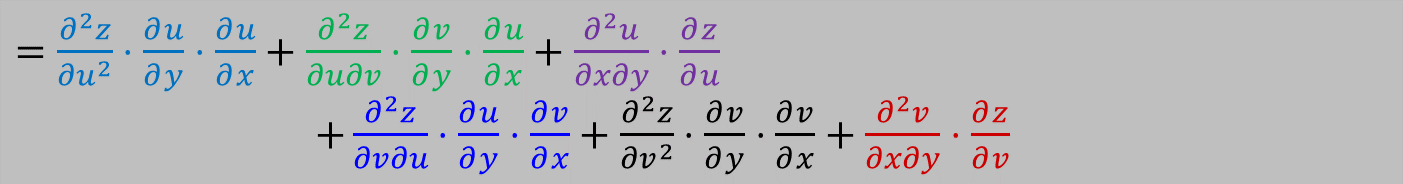 = ∂²z/∂u² · ∂u/∂y · ∂u/∂x + ∂²z/∂u∂v · ∂v/∂y · ∂u/∂x + ∂²u/∂x∂y · ∂z/∂u
+ ∂²z/∂v∂u · ∂u/∂y · ∂v/∂x + ∂²z/∂v² · ∂v/∂y · ∂v/∂x + ∂²v/∂x∂y · ∂z/∂v